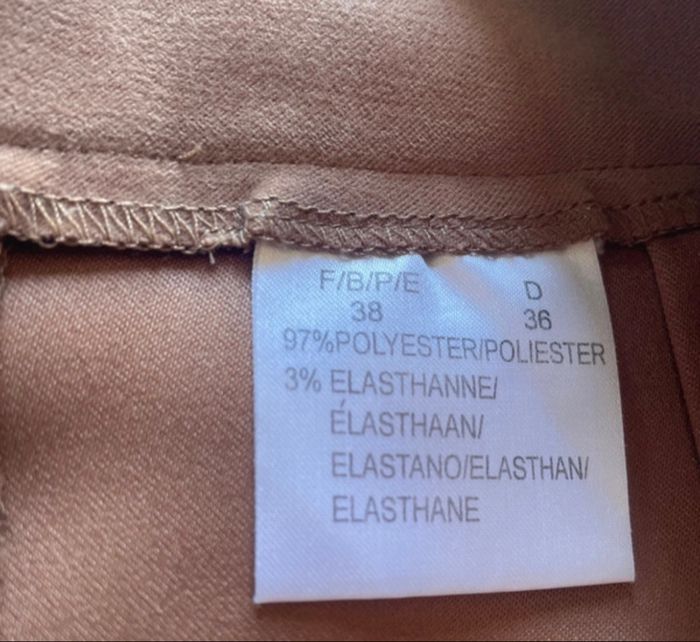 F/B/P/E D
38 36
97%POLYESTER/POLIESTER
3% ELASTHANNE/
ÉLASTHAAN/
ELASTANO/ELASTHAN/
ELASTHANE